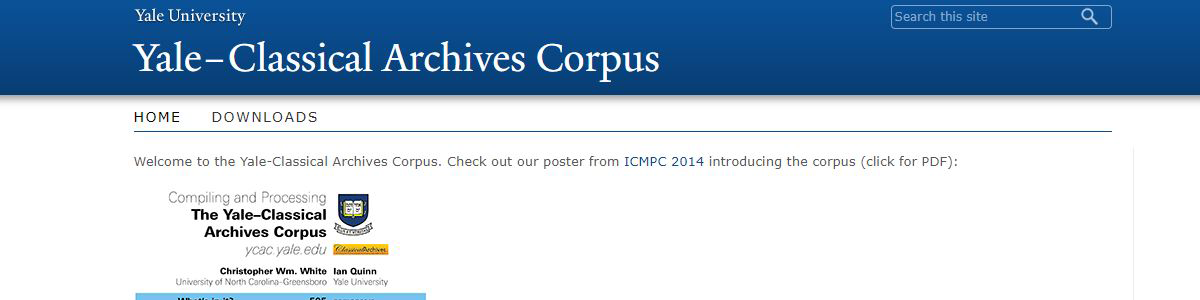 Yale University
Search this site
Yale–Classical Archives Corpus
HOME DOWNLOADS
Welcome to the Yale-Classical Archives Corpus. Check out our poster from ICMPC 2014 introducing the corpus (click for PDF):
Compiling and Processing
The Yale–Classical
Archives Corpus
ycac.yale.edu
ClassicalArchives
Christopher Wm. White Ian Quinn
University of North Carolina–Greensboro Yale University